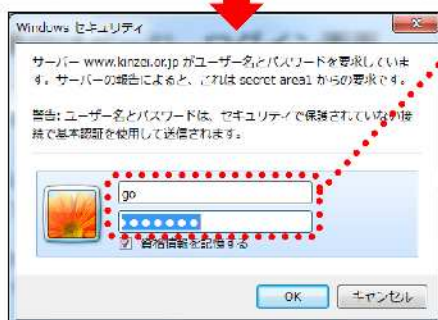 Windows セキュリティ
サーバー www.kinzei.or.jp がユーザー名とパスワードを要求していま
す。サーバーの報告によると、これは secret area1 からの要求です。
警告: ユーザー名とパスワードは、セキュリティで保護されていない接
続で基本認証を使用して送信されます。
go
●●●●●●●
資格情報を記憶する
OK
キャンセル